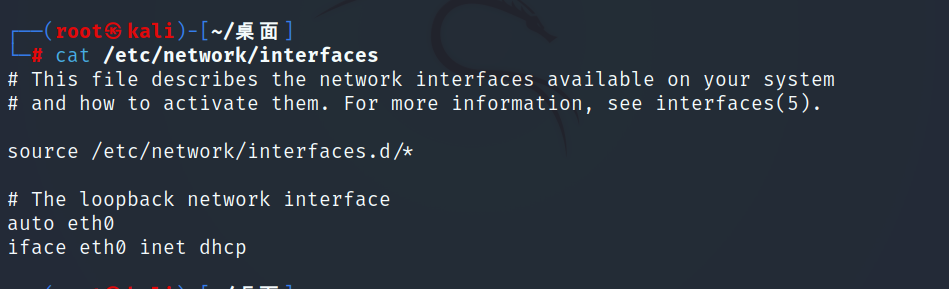 ┌──(root㉿kali)-[~/桌面]
└─# cat /etc/network/interfaces
# This file describes the network interfaces available on your system
# and how to activate them. For more information, see interfaces(5).
source /etc/network/interfaces.d/*
# The loopback network interface
auto eth0
iface eth0 inet dhcp